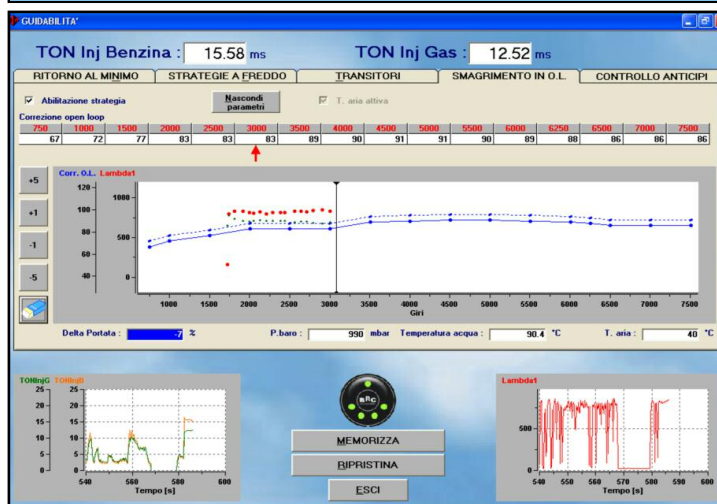 GUIDABILITA'
TON Inj Benzina : 15.58 ms TON Inj Gas : 12.52 ms
RITORNO AL MINIMO STRATEGIE A FREDDO TRANSITORI SMAGRIMENTO IN O.L. CONTROLLO ANTICIPI
Abilitazione strategia Nascondi parametri T. aria attiva
Correzione open loop
750 1000 1500 2000 2500 3000 3500 4000 4500 5000 5500 6000 6250 6500 7000 7500
67 72 77 83 83 83 89 90 91 91 90 89 88 86 86 86
+5
+1
-1
-5
Corr. O.L. Lambda1
120
100
80
60
40
1000
500
0
1000 1500 2000 2500 3000 3500 4000 4500 5000 5500 6000 6500 7000 7500
Giri
Delta Portata : -7 % P.baro : 990 mbar Temperatura acqua : 90.4 °C T. aria : 40 °C
TONInjG TONInjB
25 25
20 20
15 15
10 10
5 5
0 0
540 560 580 600
Tempo [s]
BRC
MEMORIZZA
RIPRISTINA
ESCI
Lambda1
500
0
540 550 560 570 580 590 600
Tempo [s]